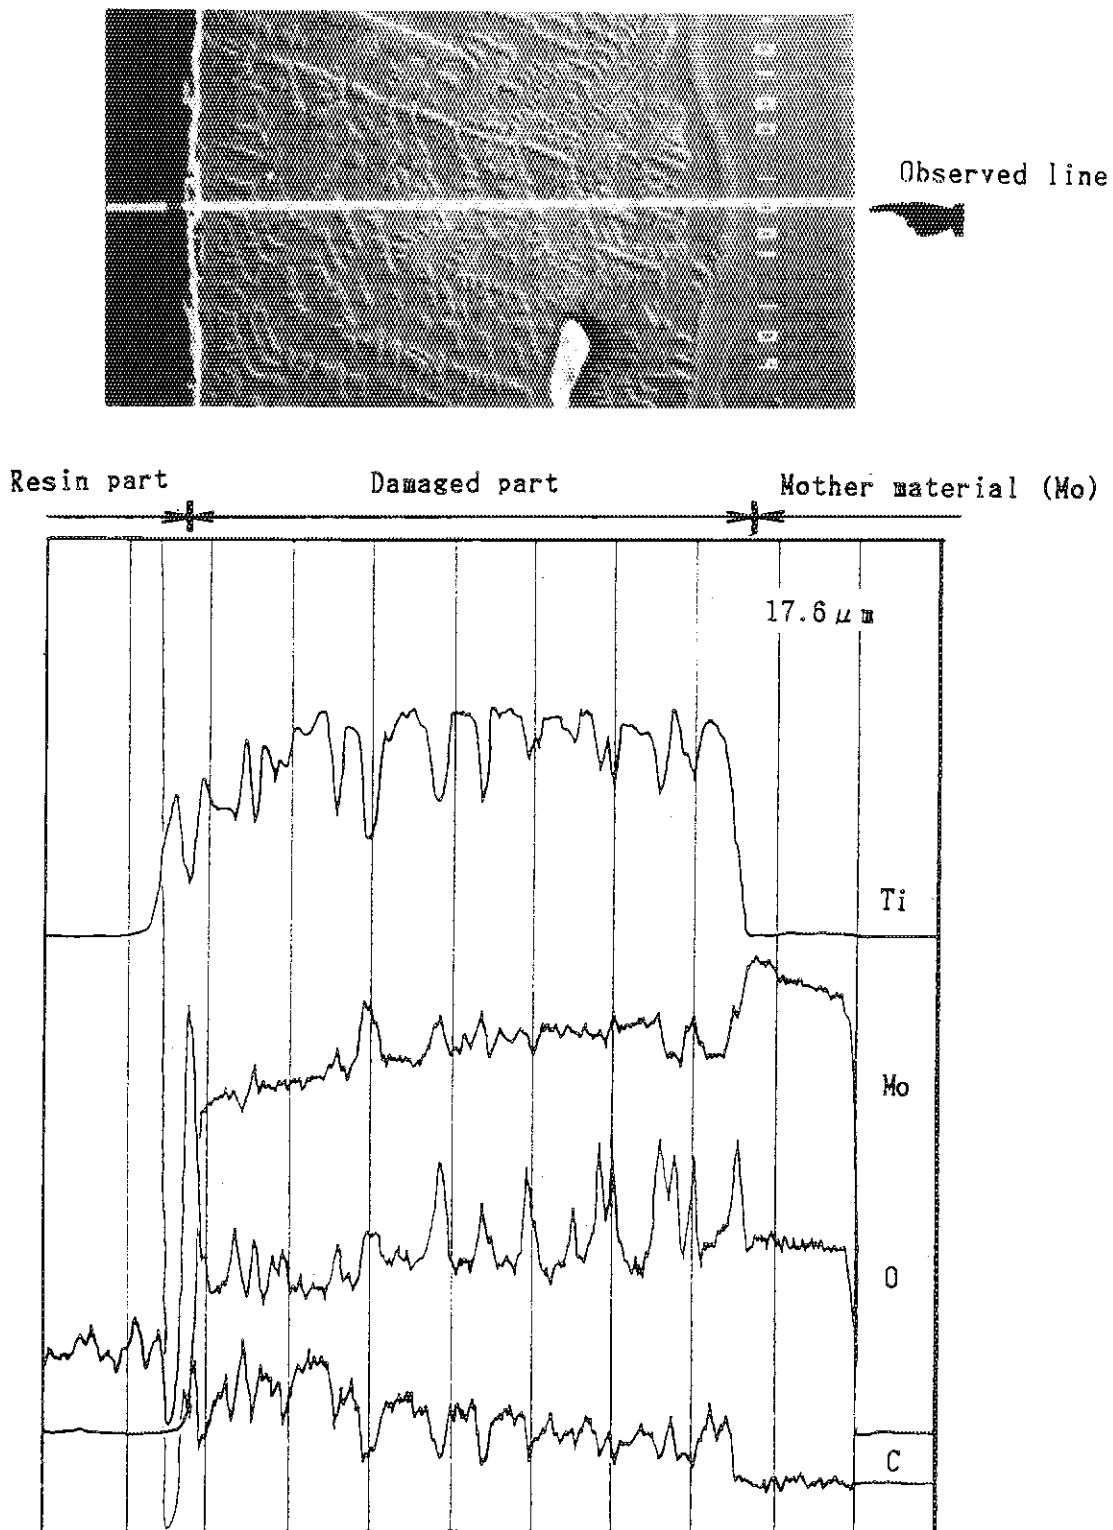 Observed line
Resin part
Damaged part
Mother material (Mo)
17.6 μm
Ti
Mo
O
C